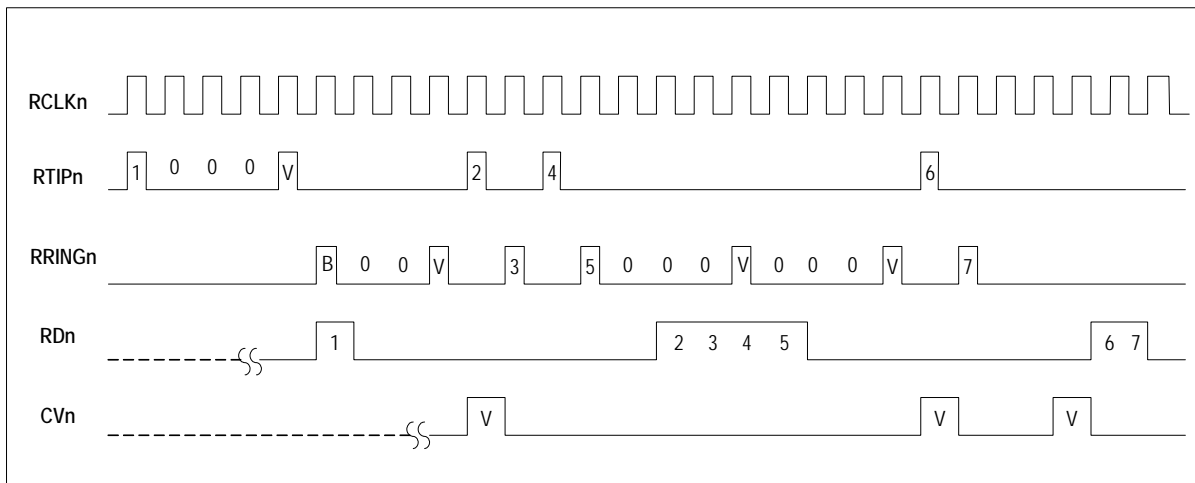 RCLKn
RTIPn 1 0 0 0 V 2 4 6
RRINGn B 0 0 V 3 5 0 0 0 V 0 0 0 V 7
RDn 1 2 3 4 5 6 7
CVn V V V